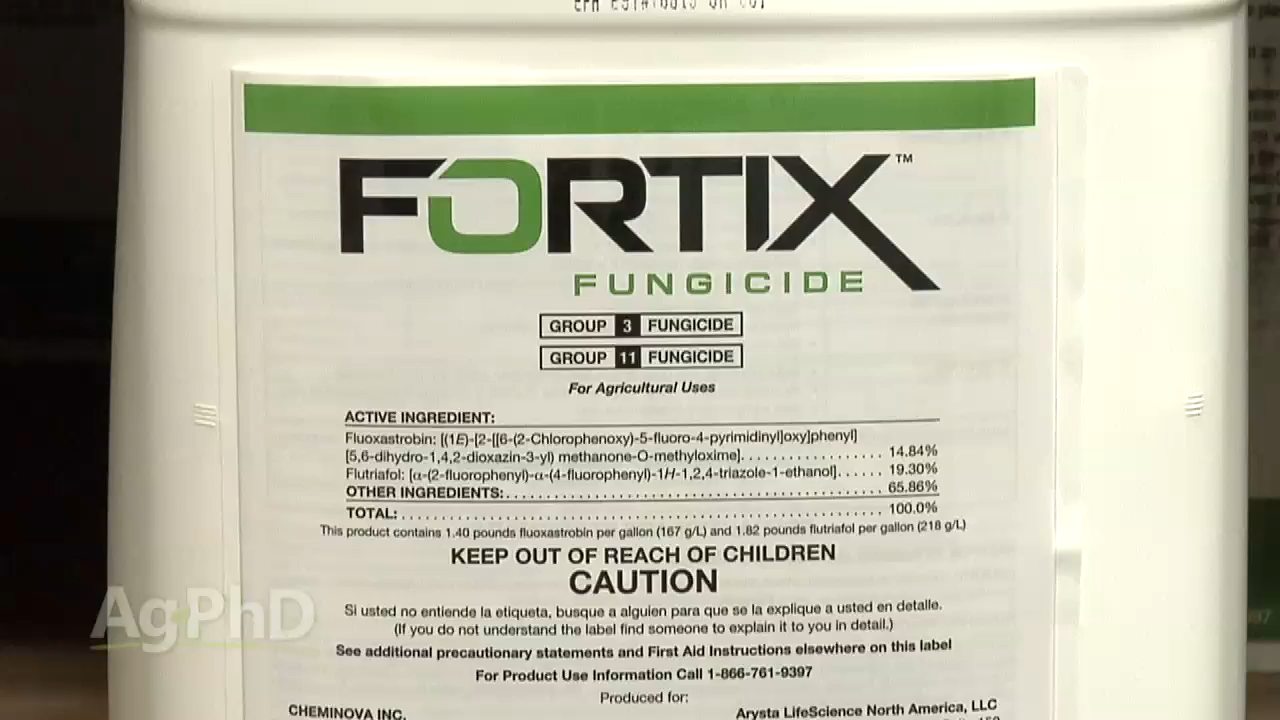 FORTIX™
FUNGICIDE
GROUP 3 FUNGICIDE
GROUP 11 FUNGICIDE
For Agricultural Uses
ACTIVE INGREDIENT:
Fluoxastrobin: [(1E)-[2-[[6-(2-Chlorophenoxy)-5-fluoro-4-pyrimidinyl]oxy]phenyl]
[5,6-dihydro-1,4,2-dioxazin-3-yl) methanone-O-methyloxime]. . . . . . . . . . . . . . . . 14.84%
Flutriafol: [α-(2-fluorophenyl)-α-(4-fluorophenyl)-1H-1,2,4-triazole-1-ethanol]. . . . . . 19.30%
OTHER INGREDIENTS:. . . . . . . . . . . . . . . . . . . . . . . . . . . . . . . . . . . . . . . . . . 65.86%
TOTAL: . . . . . . . . . . . . . . . . . . . . . . . . . . . . . . . . . . . . . . . . . . . . . . . . . . . . 100.0%
This product contains 1.40 pounds fluoxastrobin per gallon (167 g/L) and 1.82 pounds flutriafol per gallon (218 g/L)
KEEP OUT OF REACH OF CHILDREN
CAUTION
Si usted no entiende la etiqueta, busque a alguien para que se la explique a usted en detalle.
(If you do not understand the label find someone to explain it to you in detail.)
See additional precautionary statements and First Aid Instructions elsewhere on this label
For Product Use Information Call 1-866-761-9397
Produced for:
CHEMINOVA INC. Arysta LifeScience North America, LLC
AgPhD